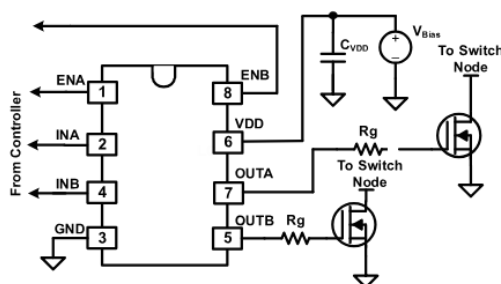 From Controller
ENA
1
INA
2
INB
4
GND
3
ENB
8
VDD
6
OUTA
7
OUTB
5
CVDD
+
−
VBias
Rg
To Switch
Node
Rg
To Switch
Node